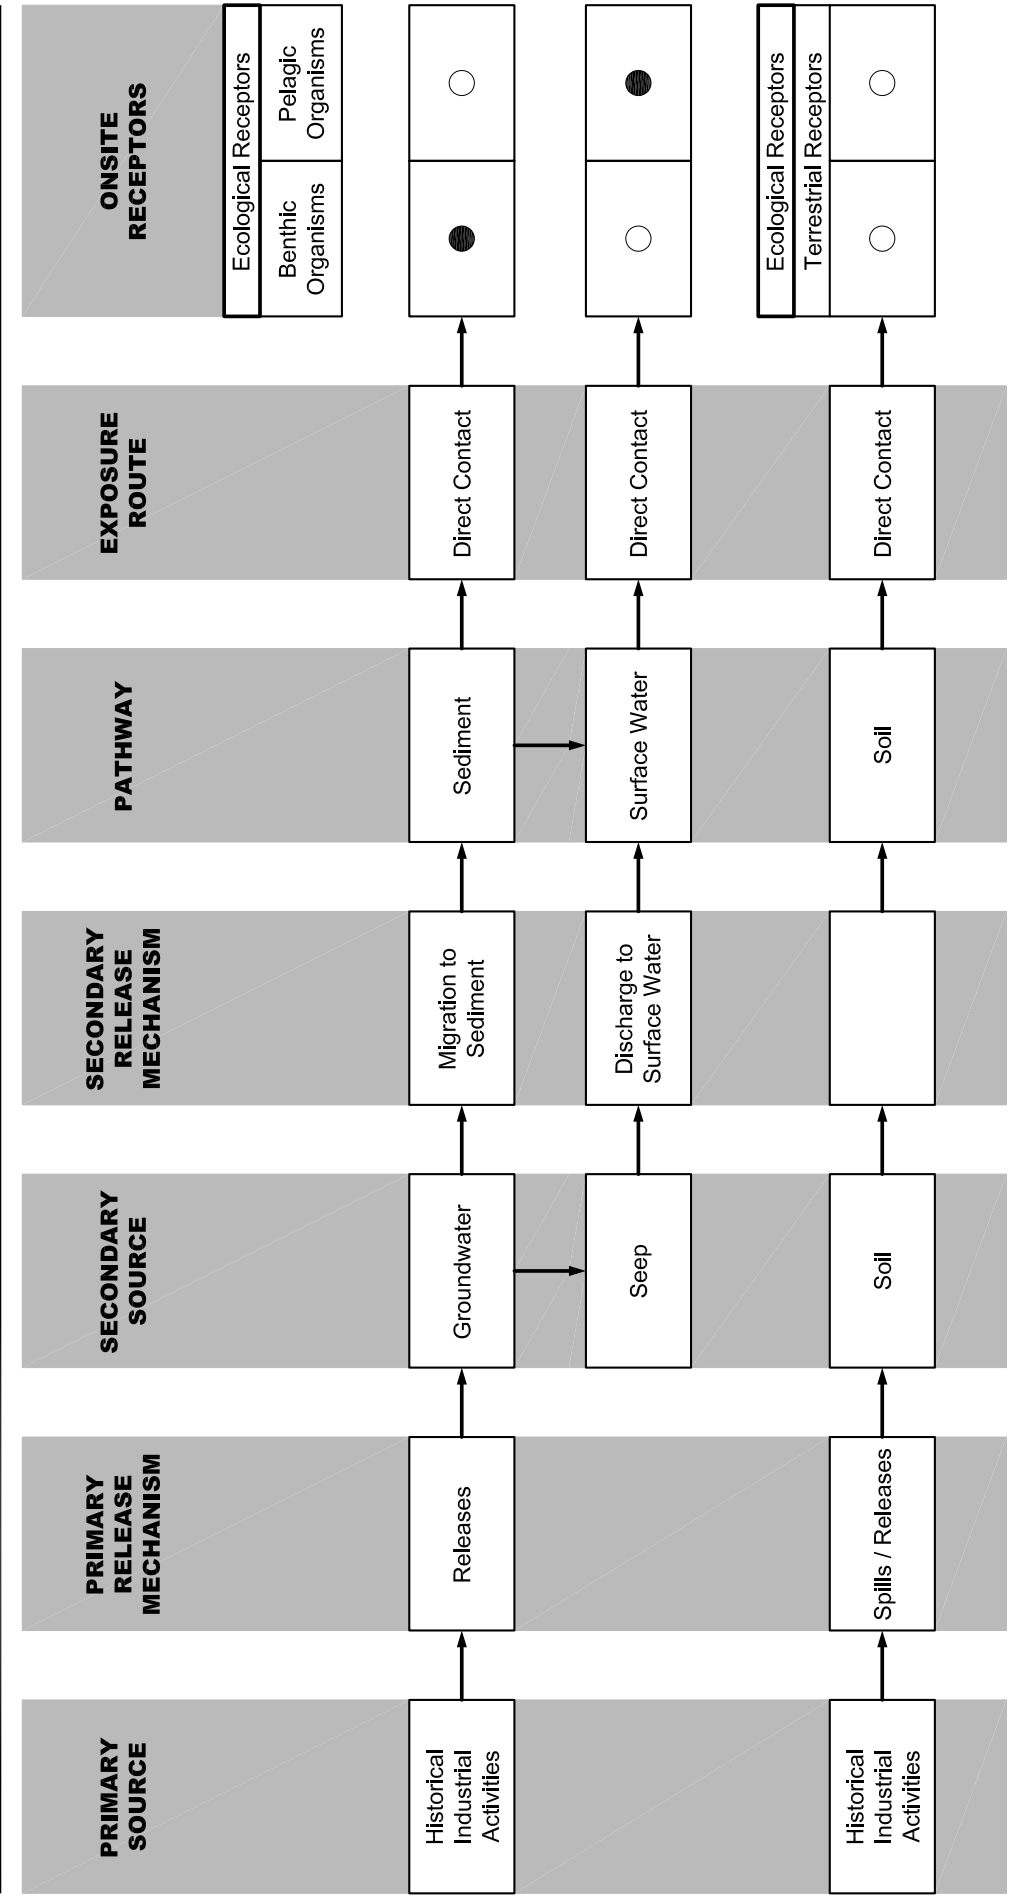 PRIMARY
SOURCE
PRIMARY
RELEASE
MECHANISM
SECONDARY
SOURCE
SECONDARY
RELEASE
MECHANISM
PATHWAY
EXPOSURE
ROUTE
ONSITE
RECEPTORS
Ecological Receptors
Benthic
Organisms
Pelagic
Organisms
Historical
Industrial
Activities
Releases
Groundwater
Migration to
Sediment
Sediment
Direct Contact
Seep
Discharge to
Surface Water
Surface Water
Direct Contact
Ecological Receptors
Terrestrial Receptors
Historical
Industrial
Activities
Spills / Releases
Soil
Soil
Direct Contact